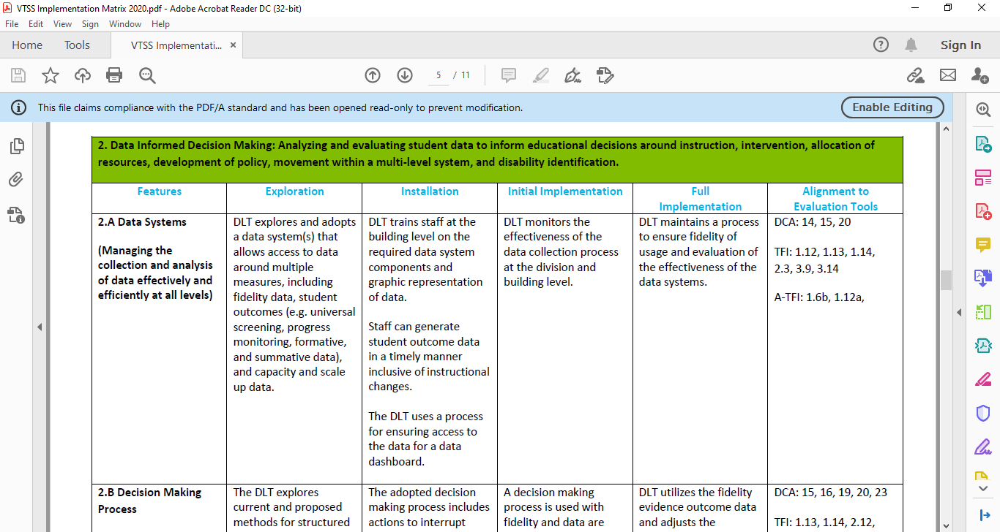 VTSS Implementation Matrix 2020.pdf - Adobe Acrobat Reader DC (32-bit)
File Edit View Sign Window Help
Home Tools VTSS Implementati... × Sign In
5 / 11
This file claims compliance with the PDF/A standard and has been opened read-only to prevent modification.
Enable Editing
2. Data Informed Decision Making: Analyzing and evaluating student data to inform educational decisions around instruction, intervention, allocation of
resources, development of policy, movement within a multi-level system, and disability identification.
Features
Exploration
Installation
Initial Implementation
Full
Implementation
Alignment to
Evaluation Tools
2.A Data Systems
(Managing the
collection and analysis
of data effectively and
efficiently at all levels)
DLT explores and adopts
a data system(s) that
allows access to data
around multiple
measures, including
fidelity data, student
outcomes (e.g. universal
screening, progress
monitoring, formative,
and summative data),
and capacity and scale
up data.
DLT trains staff at the
building level on the
required data system
components and
graphic representation
of data.
Staff can generate
student outcome data
in a timely manner
inclusive of instructional
changes.
The DLT uses a process
for ensuring access to
the data for a data
dashboard.
DLT monitors the
effectiveness of the
data collection process
at the division and
building level.
DLT maintains a process
to ensure fidelity of
usage and evaluation of
the effectiveness of the
data systems.
DCA: 14, 15, 20
TFI: 1.12, 1.13, 1.14,
2.3, 3.9, 3.14
A-TFI: 1.6b, 1.12a,
2.B Decision Making
Process
The DLT explores
current and proposed
methods for structured
The adopted decision
making process includes
actions to interrupt
A decision making
process is used with
fidelity and data are
DLT utilizes the fidelity
evidence outcome data
and adjusts the
DCA: 15, 16, 19, 20, 23
TFI: 1.13, 1.14, 2.12,